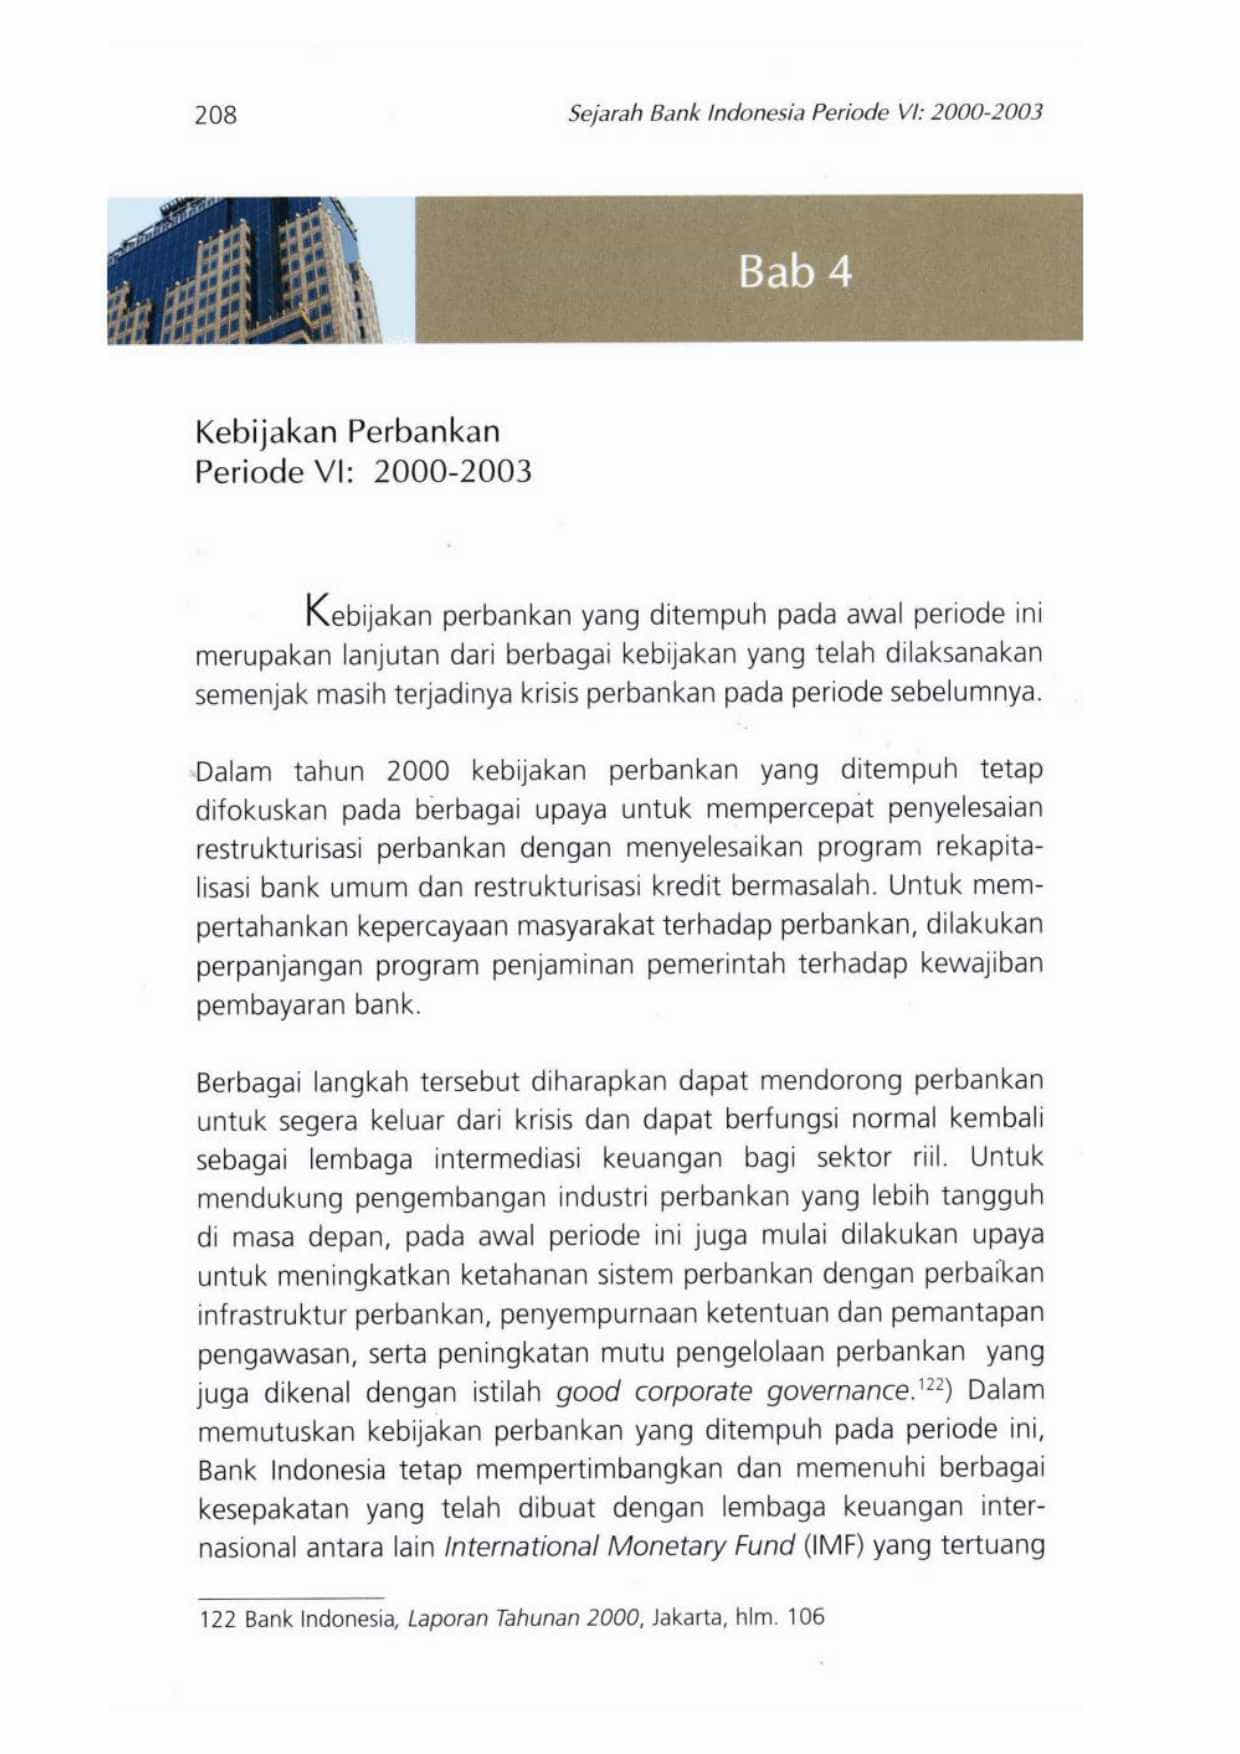 208
Sejarah Bank Indonesia Periode VI: 2000-2003
Bab 4
Kebijakan Perbankan
Periode VI: 2000-2003
Kebijakan perbankan yang ditempuh pada awal periode ini
merupakan lanjutan dari berbagai kebijakan yang telah dilaksanakan
semenjak masih terjadinya krisis perbankan pada periode sebelumnya.
Dalam tahun 2000 kebijakan perbankan yang ditempuh tetap
difokuskan pada berbagai upaya untuk mempercepat penyelesaian
restrukturisasi perbankan dengan menyelesaikan program rekapita-
lisasi bank umum dan restrukturisasi kredit bermasalah. Untuk mem-
pertahankan kepercayaan masyarakat terhadap perbankan, dilakukan
perpanjangan program penjaminan pemerintah terhadap kewajiban
pembayaran bank.
Berbagai langkah tersebut diharapkan dapat mendorong perbankan
untuk segera keluar dari krisis dan dapat berfungsi normal kembali
sebagai lembaga intermediasi keuangan bagi sektor riil. Untuk
mendukung pengembangan industri perbankan yang lebih tangguh
di masa depan, pada awal periode ini juga mulai dilakukan upaya
untuk meningkatkan ketahanan sistem perbankan dengan perbaikan
infrastruktur perbankan, penyempurnaan ketentuan dan pemantapan
pengawasan, serta peningkatan mutu pengelolaan perbankan yang
juga dikenal dengan istilah good corporate governance.122) Dalam
memutuskan kebijakan perbankan yang ditempuh pada periode ini,
Bank Indonesia tetap mempertimbangkan dan memenuhi berbagai
kesepakatan yang telah dibuat dengan lembaga keuangan inter-
nasional antara lain International Monetary Fund (IMF) yang tertuang
122 Bank Indonesia, Laporan Tahunan 2000, Jakarta, hlm. 106